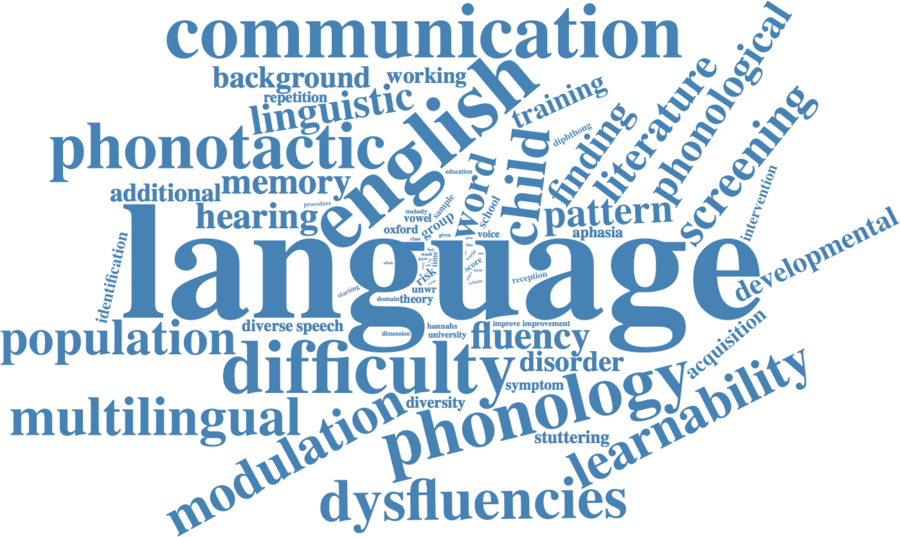 communication
background
working
repetition
linguistic
english
training
literature
phonological
diphthong
finding
child
screening
phonotactic
education
word
additional
memory
procedure
sample
school
hearing
melody
vowel
group
pattern
intervention
oxford
class
given
voice
aphasia
language
identification
whole
risk
time
score
reception
developmental
starting
unwr
domain
theory
population
diverse speech
dimension
hannahs
university
fluency
improve improvement
acquisition
difficulty
disorder
symptom
multilingual
modulation
diversity
phonology
stuttering
learnability
dysfluencies